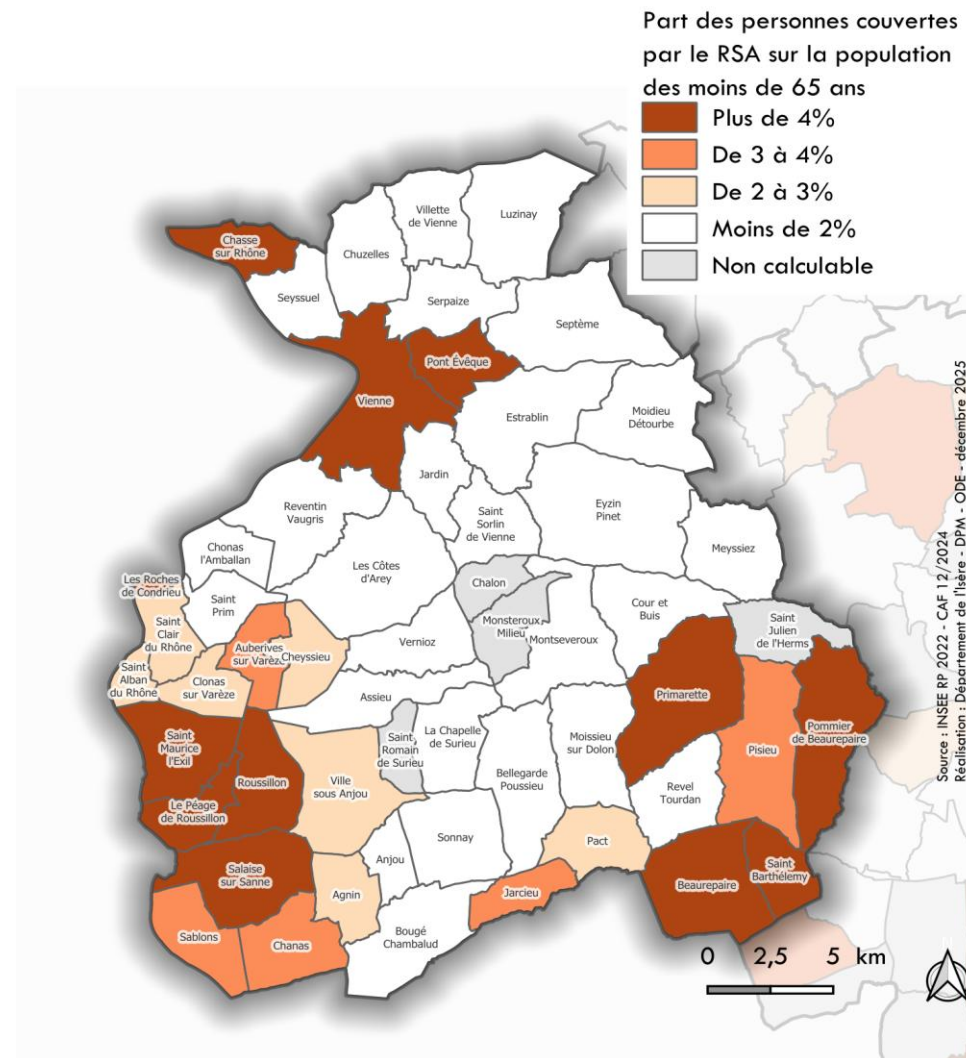 Part des personnes couvertes
par le RSA sur la population
des moins de 65 ans
Plus de 4%
De 3 à 4%
De 2 à 3%
Moins de 2%
Non calculable
Villette
de Vienne
Luzinay
Chasse
sur Rhône
Chuzelles
Seyssuel
Serpaize
Septème
Pont Évêque
Vienne
Estrablin
Moidieu
Détourbe
Jardin
Reventin
Vaugris
Saint
Sorlin
de Vienne
Eyzin
Pinet
Meyssiez
Chonas
l'Amballan
Les Côtes
d'Arey
Les Roches
de Condrieu
Chalon
Saint
Prim
Cour et
Buis
Saint
Julien
de l'Herms
Monsteroux
Milieu
Montseveroux
Saint
Clair
du Rhône
Auberives
sur Varèze
Cheyssieu
Vernioz
Saint
Alban
du Rhône
Clonas
sur Varèze
Assieu
Primarette
Pommier
de Beaurepaire
Saint
Maurice
l'Exil
Saint
Romain
de Surieu
La Chapelle
de Surieu
Moissieu
sur Dolon
Pisieu
Roussillon
Ville
sous Anjou
Bellegarde
Poussieu
Revel
Tourdan
Le Péage
de Roussillon
Sonnay
Pact
Anjou
Salaise
sur Sanne
Agnin
Jarcieu
Beaurepaire
Saint
Barthélemy
Sablons
Chanas
Bougé
Chambalud
0 2,5 5 km
N
Source : INSEE RP 2022 - CAF 12/2024
Réalisation : Département de l'Isère - DPM - ODE - décembre 2025